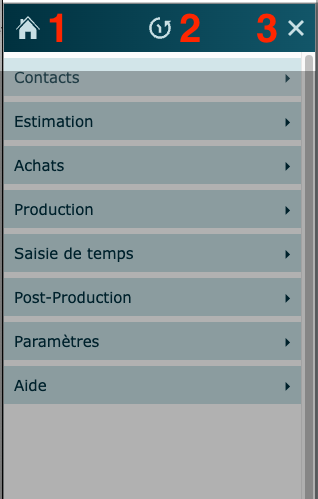 1 2 3
Contacts
Estimation
Achats
Production
Saisie de temps
Post-Production
Paramètres
Aide